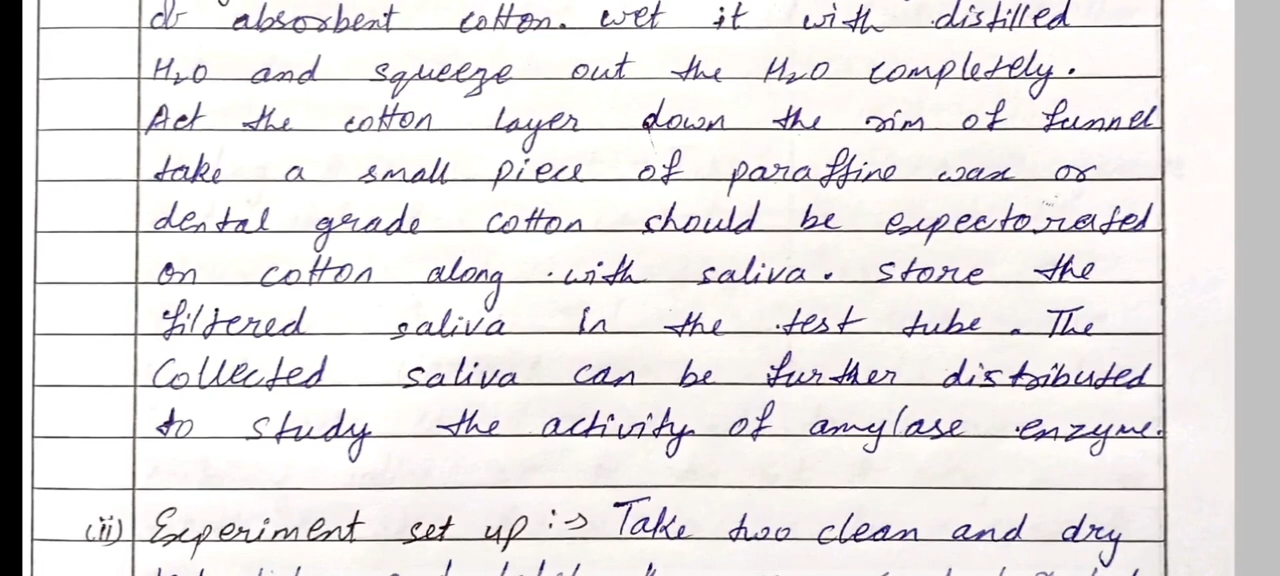 of absorbent cotton. wet it with distilled
H2O and squeeze out the H2O completely.
Act the cotton layer down the rim of funnel
take a small piece of paraffine wax or
dental grade cotton should be expectorated
on cotton along with saliva. store the
filtered saliva in the test tube. The
Collected saliva can be further distributed
to study the activity of amylase enzyme.
(ii) Experiment set up :-> Take two clean and dry